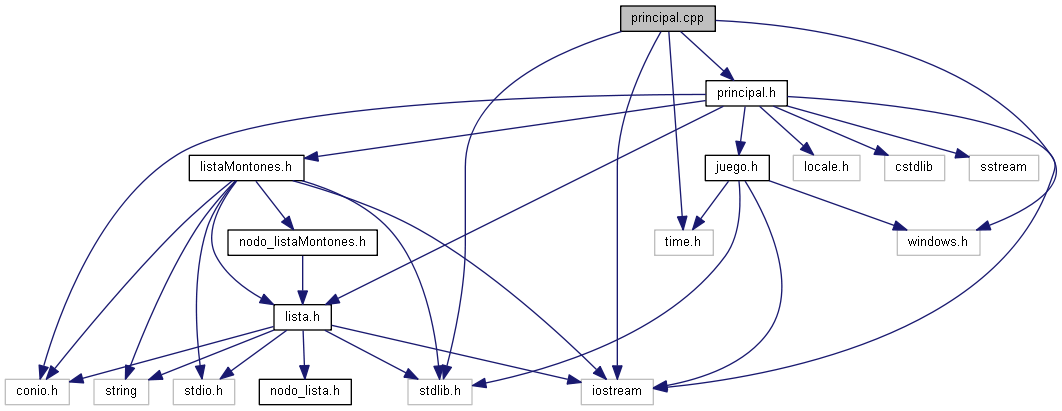 principal.cpp
principal.h
listaMontones.h
juego.h
locale.h
cstdlib
sstream
nodo_listaMontones.h
time.h
windows.h
lista.h
conio.h
string
stdio.h
nodo_lista.h
stdlib.h
iostream